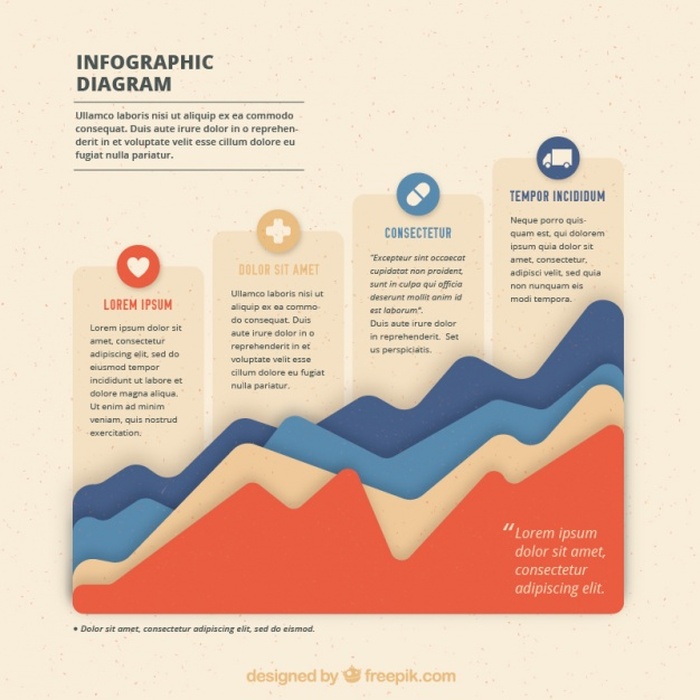 INFOGRAPHIC
DIAGRAM
Ullamco laboris nisi ut aliquip ex ea commodo
consequat. Duis aute irure dolor in o reprehen-
derit in et voluptate velit esse cillum dolore eu
fugiat nulla pariatur.
LOREM IPSUM
Lorem ipsum dolor sit
amet, consectetur
adipiscing elit, sed do
eiusmod tempor
incididunt ut labore et
dolore magna aliqua.
Ut enim ad minim
veniam, quis nostrud
exercitation.
DOLOR SIT AMET
Ullamco laboris nisi ut
aliquip ex ea commo-
do consequat. Duis
aute irure dolor in o
reprehenderit in et
voluptate velit esse
cillum dolore eu fugiat
nulla pariatur.
CONSECTETUR
"Excepteur sint occaecat
cupidatat non proident,
sunt in culpa qui officia
deserunt mollit anim id
est laborum".
Duis aute irure dolor
in reprehenderit. Set
us perspiciatis.
TEMPOR INCIDIDUM
Neque porro quis-
quam est, qui dolorem
ipsum quia dolor sit
amet, consectetur,
adipisci velit, sed quia
non nunquam eis
modi tempora.
“Lorem ipsum
dolor sit amet,
consectetur
adipiscing elit.
• Dolor sit amet, consectetur adipiscing elit, sed do eismod.
designed by freepik.com